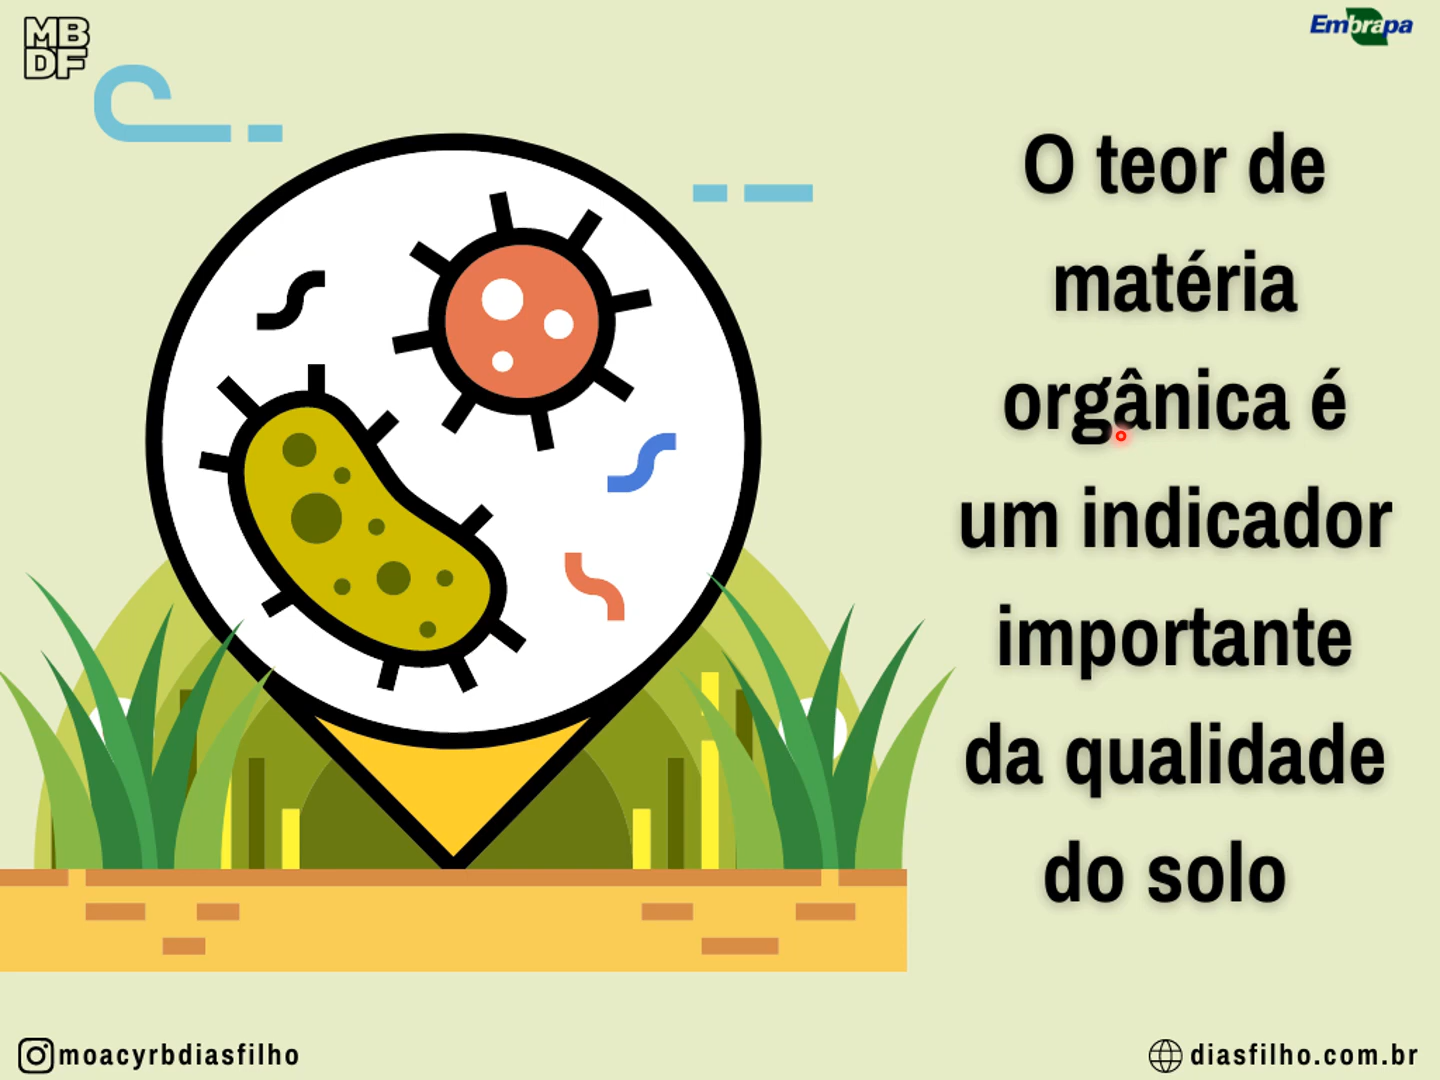 MB
DF
Embrapa
O teor de
matéria
orgânica é
um indicador
importante
da qualidade
do solo
moacyrbdiasfilho
diasfilho.com.br